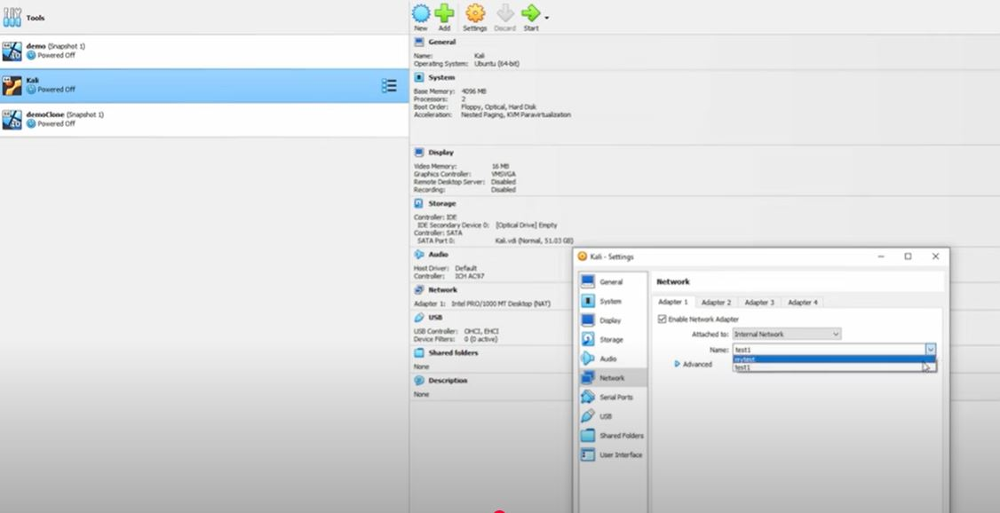 Tools
demo (Snapshot 1)
Powered Off
Kali
Powered Off
demoClone (Snapshot 1)
Powered Off
New Add Settings Discard Start
General
Name: Kali
Operating System: Ubuntu (64-bit)
System
Base Memory: 4096 MB
Processors: 2
Boot Order: Floppy, Optical, Hard Disk
Acceleration: Nested Paging, KVM Paravirtualization
Display
Video Memory: 16 MB
Graphics Controller: VMSVGA
Remote Desktop Server: Disabled
Recording: Disabled
Storage
Controller: IDE
IDE Secondary Device 0: [Optical Drive] Empty
Controller: SATA
SATA Port 0: Kali.vdi (Normal, 51.03 GB)
Audio
Host Driver: Default
Controller: ICH AC97
Network
Adapter 1: Intel PRO/1000 MT Desktop (NAT)
USB
USB Controller: OHCI, EHCI
Device Filters: 0 (0 active)
Shared folders
None
Description
None
Kali - Settings
General
System
Display
Storage
Audio
Network
Serial Ports
USB
Shared Folders
User Interface
Network
Adapter 1 Adapter 2 Adapter 3 Adapter 4
Enable Network Adapter
Attached to: Internal Network
Name: test1
mytest
test1
Advanced